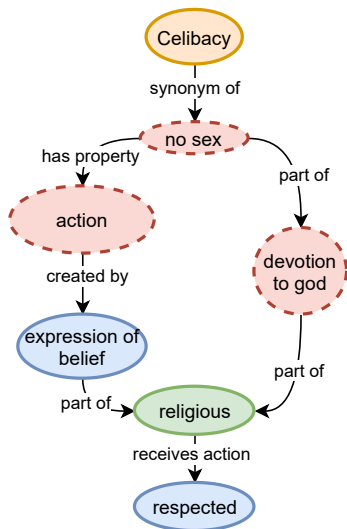 Celibacy
synonym of
no sex
has property
part of
action
devotion
to god
created by
expression of
belief
part of
part of
religious
receives action
respected